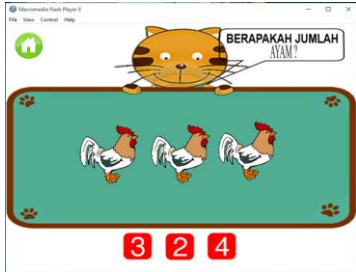 Macromedia Flash Player 6
File View Control Help
BERAPAKAH JUMLAH
AYAM?
3 2 4